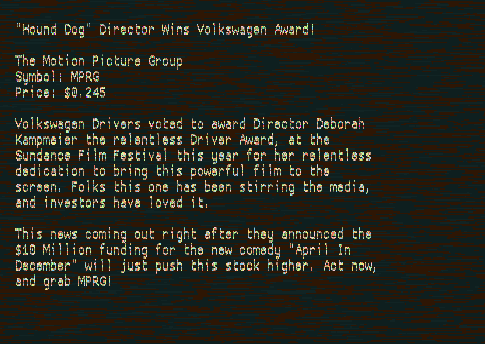 "Hound Dog" Director Wins Volkswagen Award!
The Motion Picture Group
Symbol: MPRG
Price: $0.245
Volkswagen Drivers voted to award Director Deborah
Kampmeier the relentless Driver Award, at the
Sundance Film Festival this year for her relentless
dedication to bring this powerful film to the
screen. Folks this one has been stirring the media,
and investors have loved it.
This news coming out right after they announced the
$10 Million funding for the new comedy "April In
December" will just push this stock higher. Act now,
and grab MPRG!